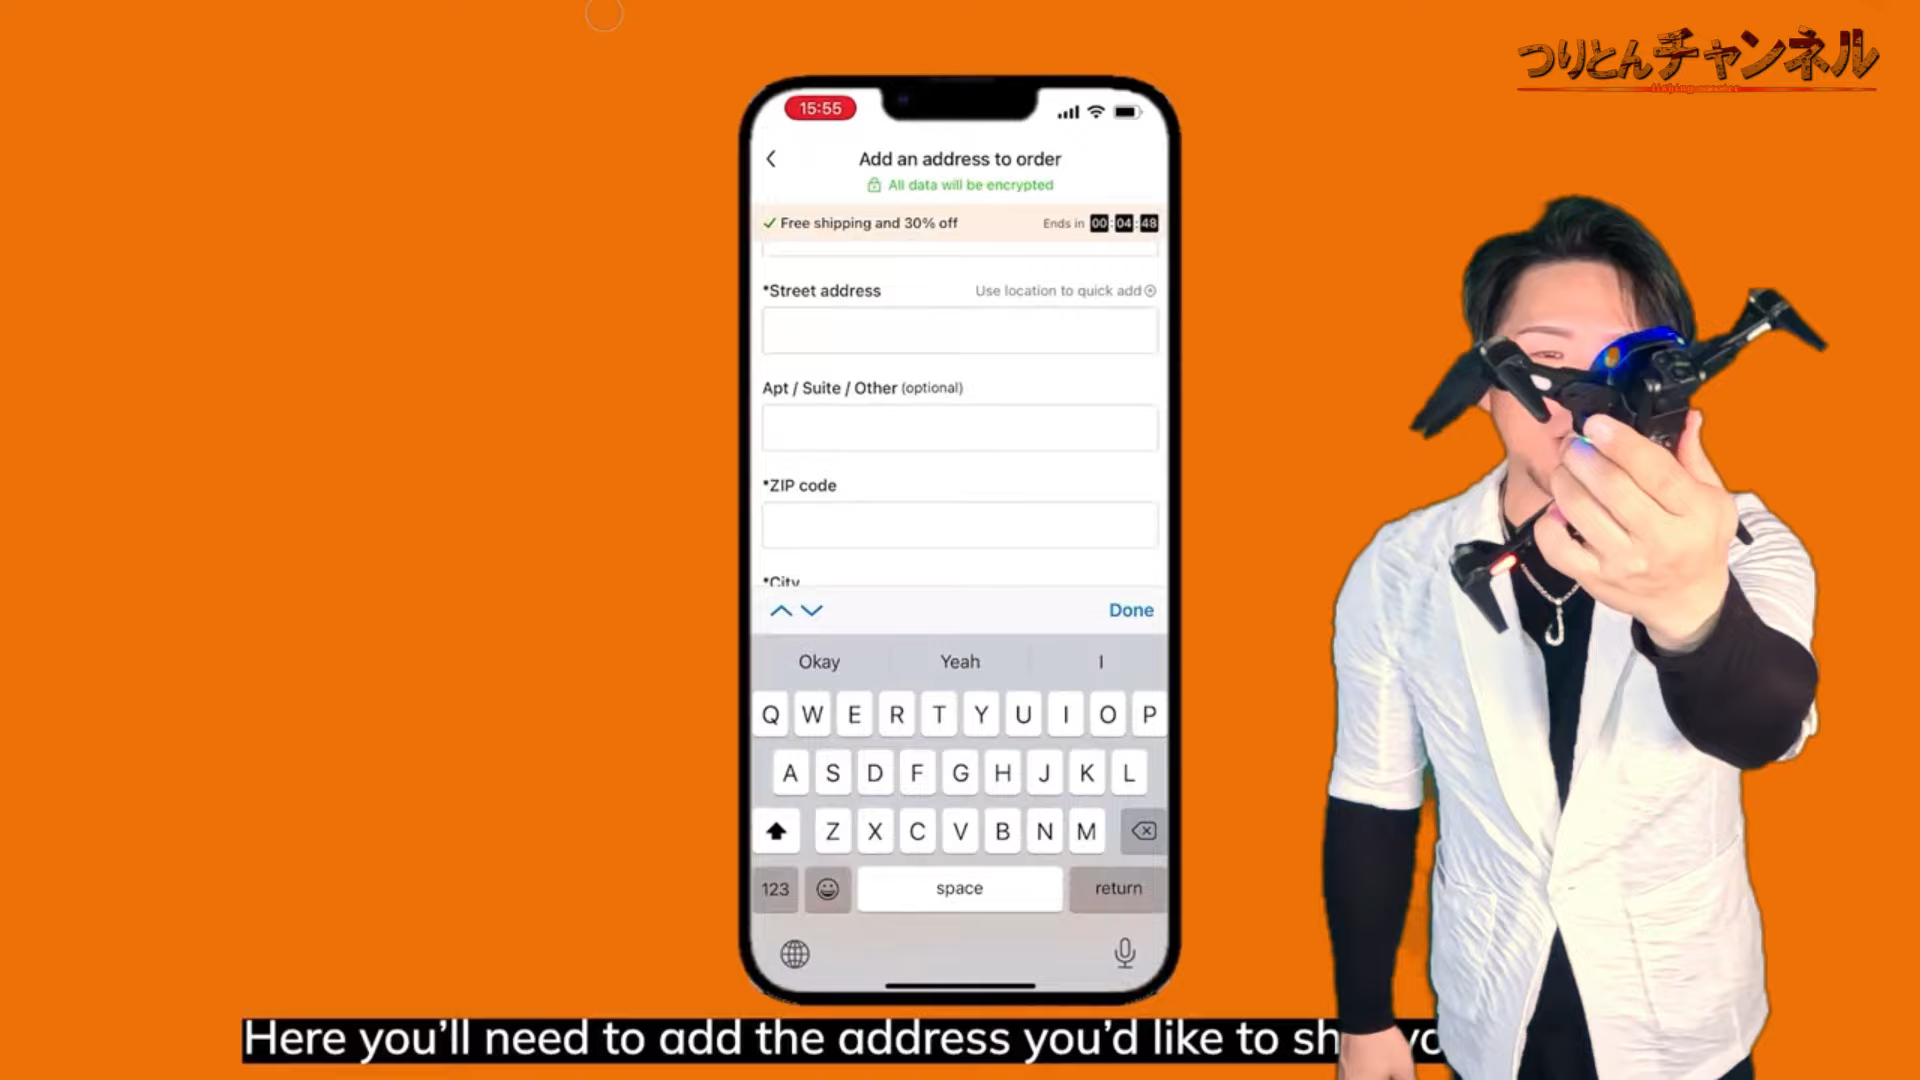 つりとんチャンネル
15:55
Add an address to order
All data will be encrypted
Free shipping and 30% off Ends in 00:04:48
*Street address Use location to quick add
Apt / Suite / Other (optional)
*ZIP code
*City
Done
Okay Yeah I
Q W E R T Y U I O P
A S D F G H J K L
Z X C V B N M
123 space return
Here you'll need to add the address you'd like to